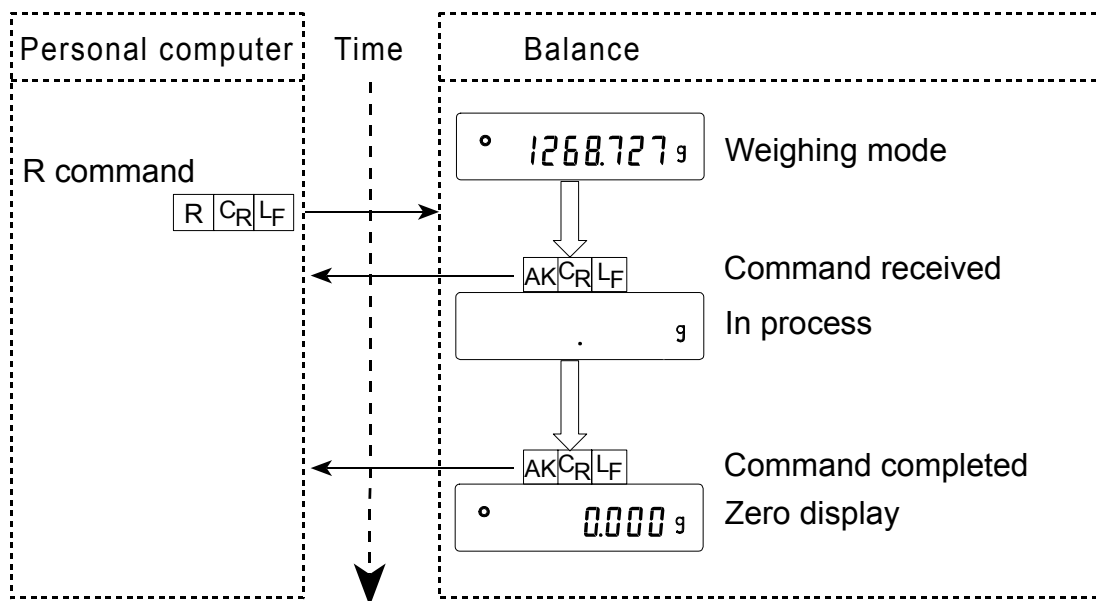 Personal computer Time Balance
1268.727 g Weighing mode
R command
R CR LF
AK CR LF Command received
. g In process
AK CR LF Command completed
0.000 g Zero display